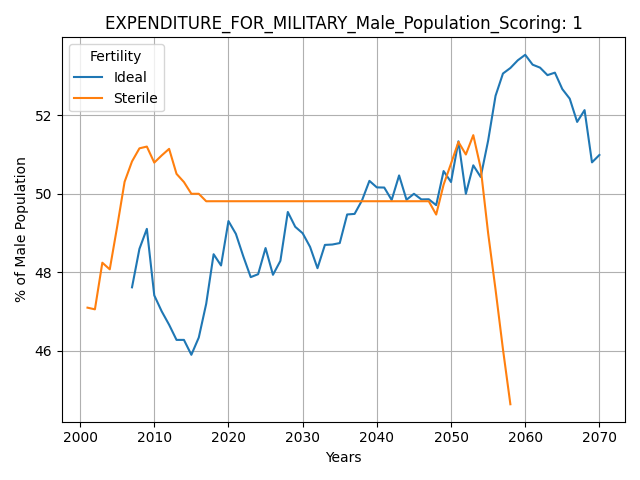 EXPENDITURE_FOR_MILITARY_Male_Population_Scoring: 1
Fertility
Ideal
Sterile
% of Male Population
52
50
48
46
2000 2010 2020 2030 2040 2050 2060 2070
Years